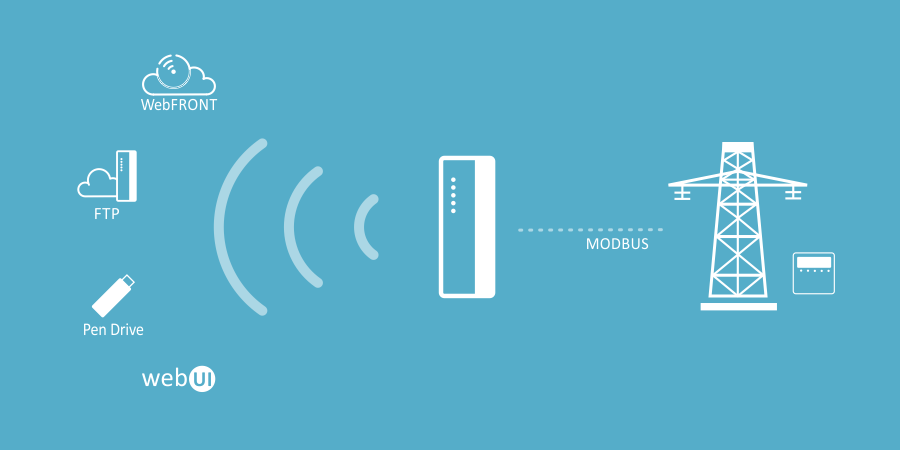 WebFRONT
FTP
MODBUS
Pen Drive
webUI